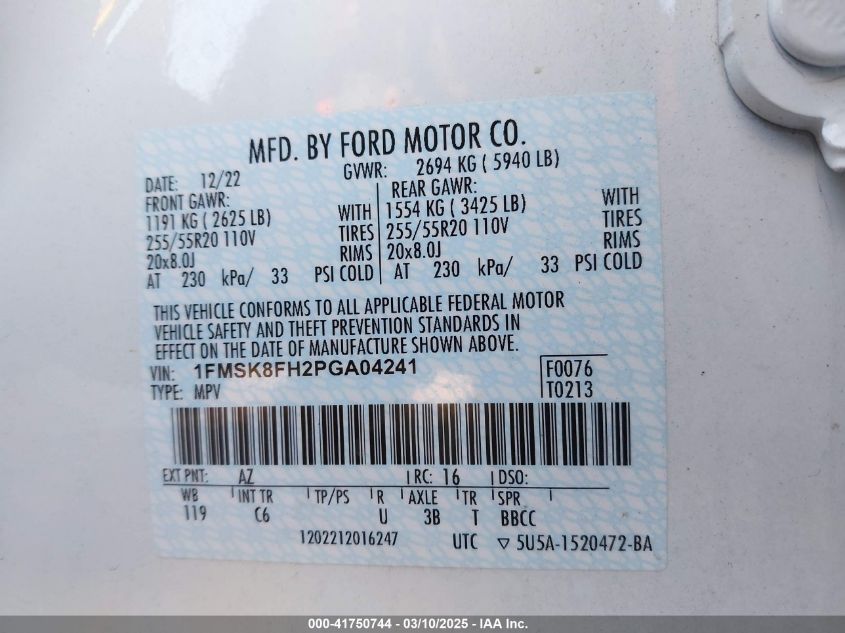 MFD. BY FORD MOTOR CO.
DATE: 12/22 GVWR: 2694 KG ( 5940 LB)
FRONT GAWR: REAR GAWR:
1191 KG ( 2625 LB) WITH 1554 KG ( 3425 LB) WITH
255/55R20 110V TIRES 255/55R20 110V TIRES
20x8.0J RIMS 20x8.0J RIMS
AT 230 kPa/ 33 PSI COLD AT 230 kPa/ 33 PSI COLD
THIS VEHICLE CONFORMS TO ALL APPLICABLE FEDERAL MOTOR
VEHICLE SAFETY AND THEFT PREVENTION STANDARDS IN
EFFECT ON THE DATE OF MANUFACTURE SHOWN ABOVE.
VIN: 1FMSK8FH2PGA04241 F0076
TYPE: MPV T0213
EXT PNT: AZ RC: 16 DSO:
WB INT TR TP/PS R AXLE TR SPR
119 C6 U 3B T BBCC
1202212016247 UTC ▽ 5U5A-1520472-BA
000-41750744 — 03/10/2025 — IAA Inc.